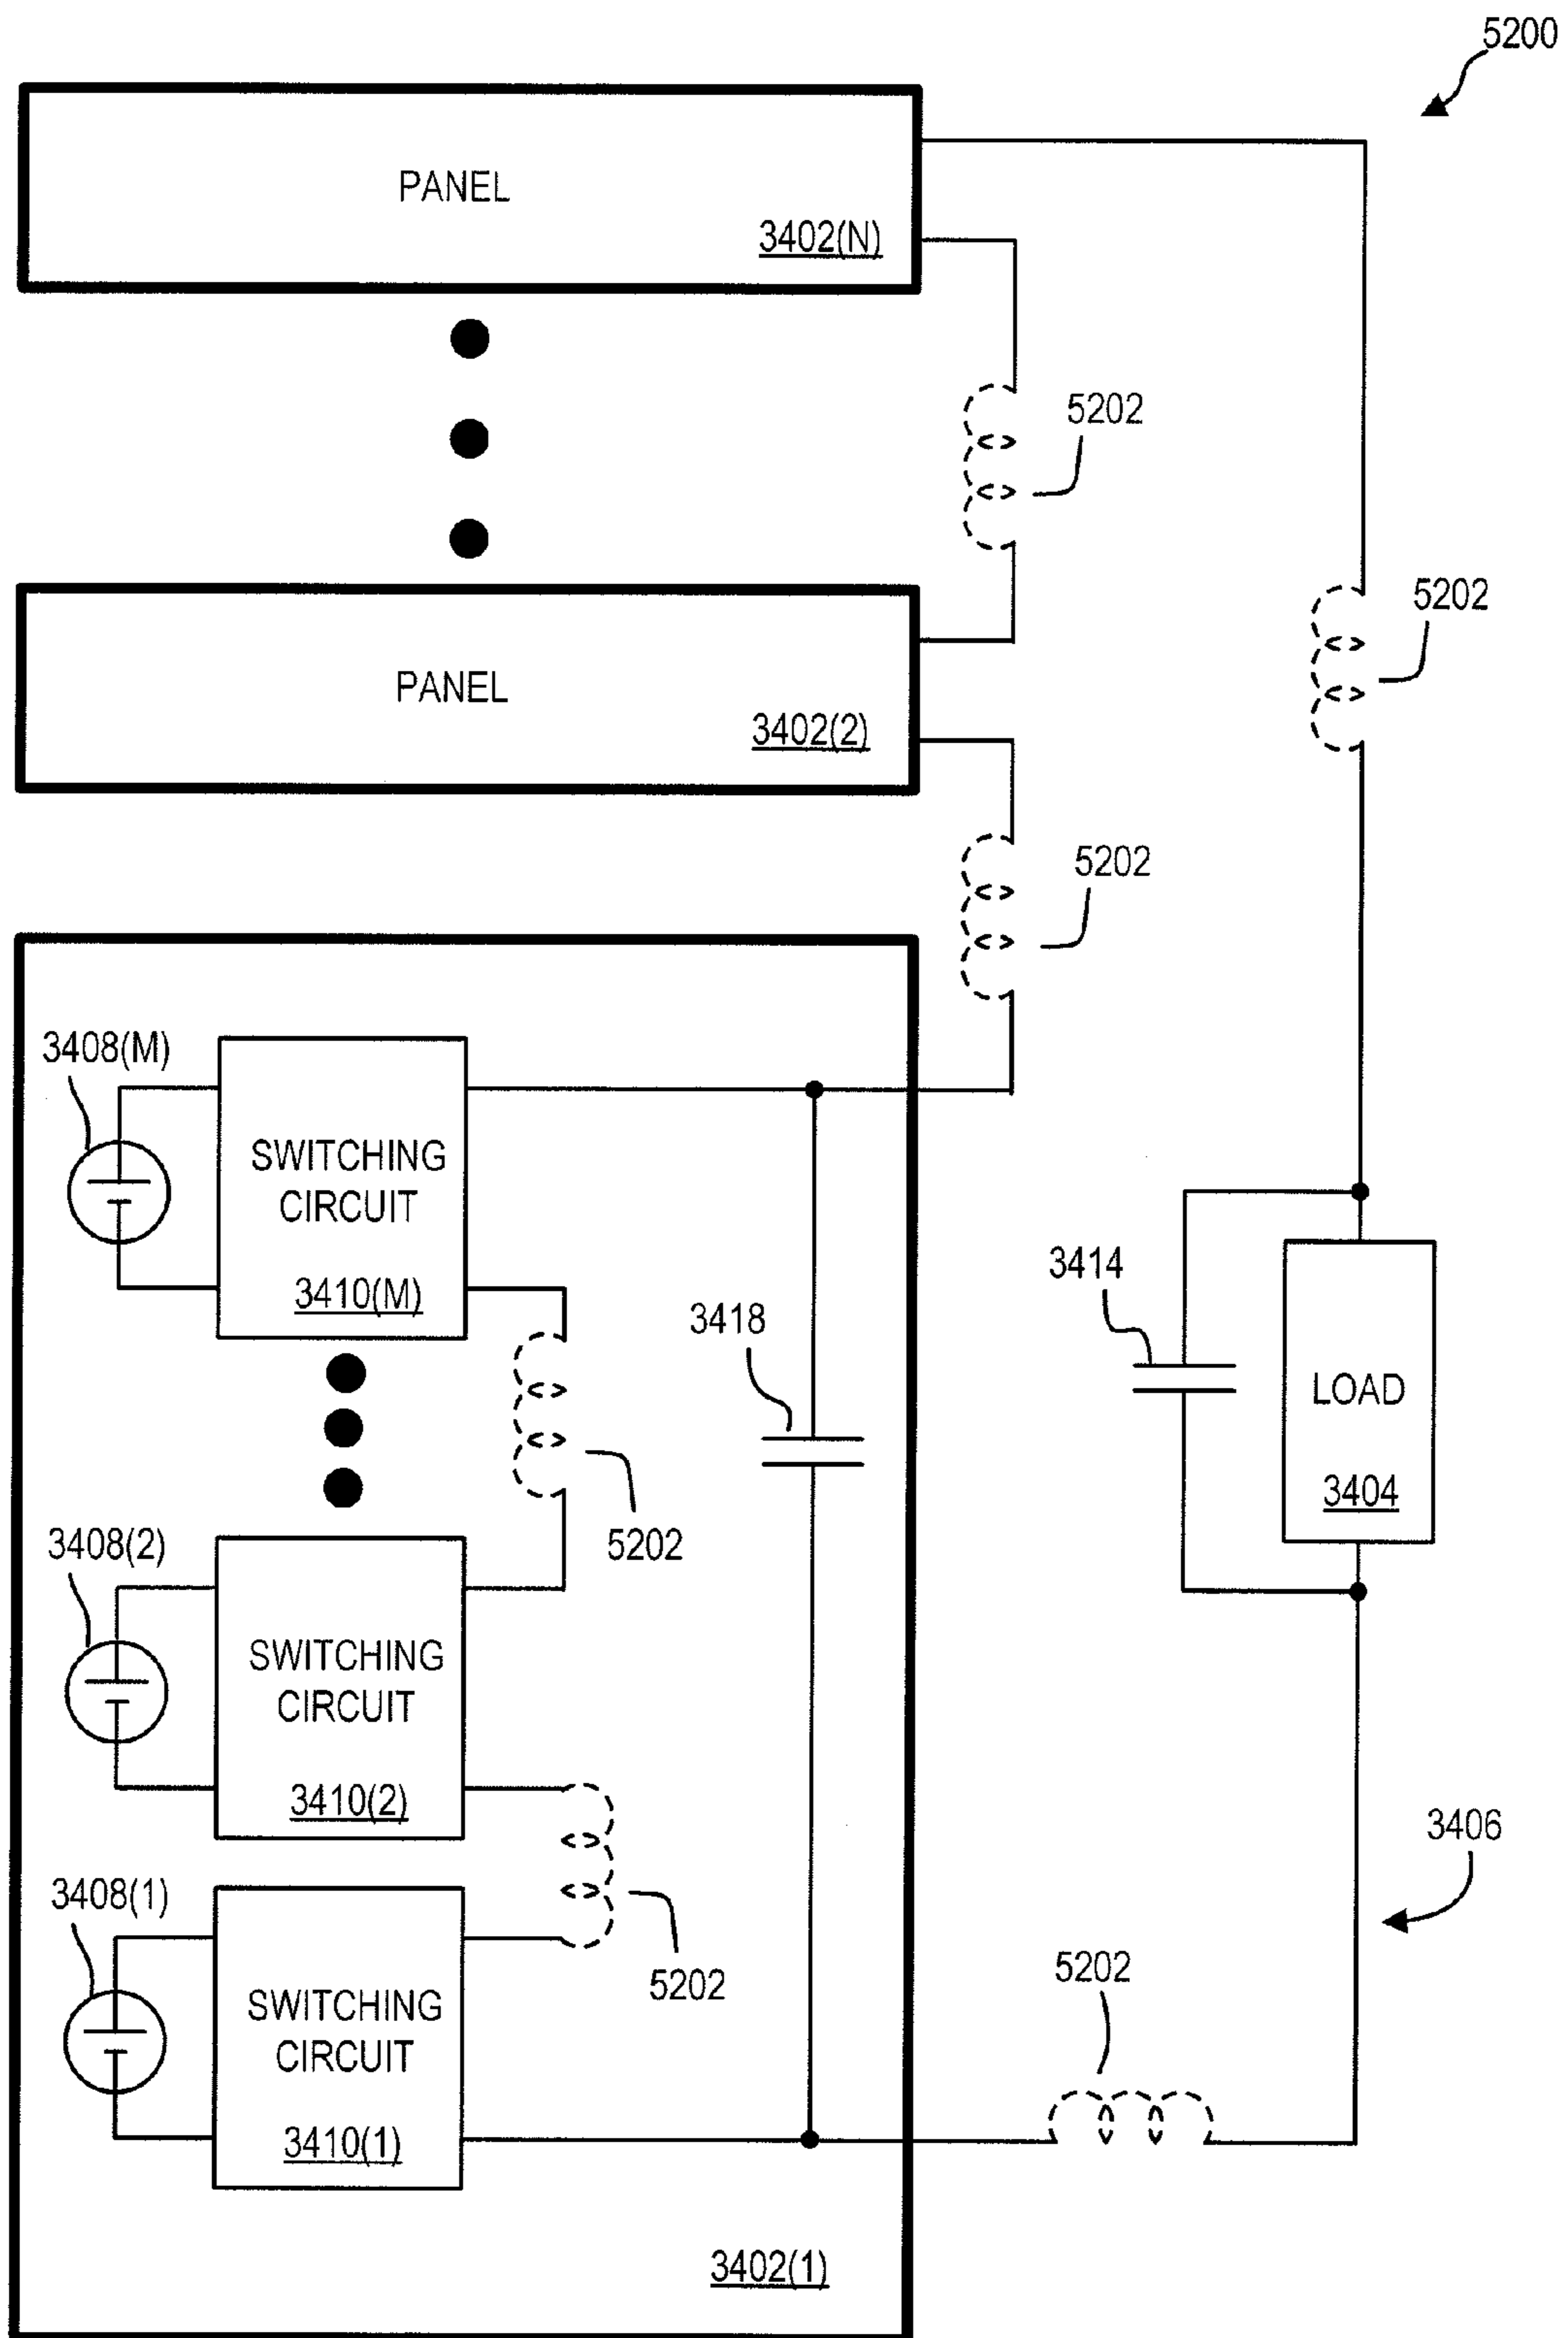 5200
PANEL
3402(N)
5202
5202
PANEL
3402(2)
5202
3408(M)
SWITCHING
CIRCUIT
3410(M)
3418
3414
LOAD
3404
5202
3408(2)
SWITCHING
CIRCUIT
3410(2)
3406
3408(1)
5202
5202
SWITCHING
CIRCUIT
3410(1)
3402(1)